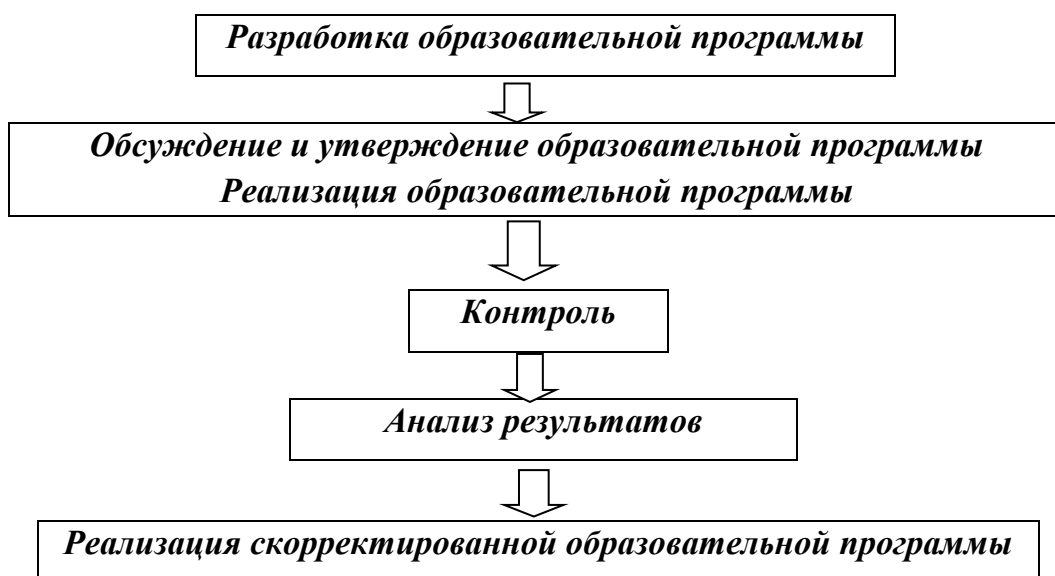 Разработка образовательной программы
Обсуждение и утверждение образовательной программы
Реализация образовательной программы
Контроль
Анализ результатов
Реализация скорректированной образовательной программы